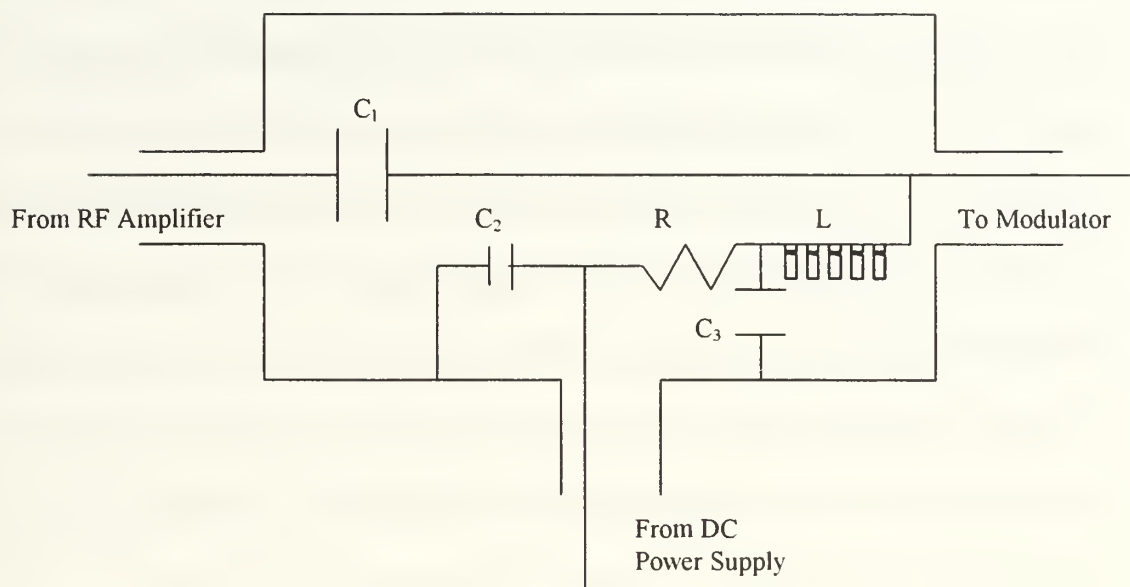 C₁
From RF Amplifier
C₂
R
L
To Modulator
C₃
From DC
Power Supply